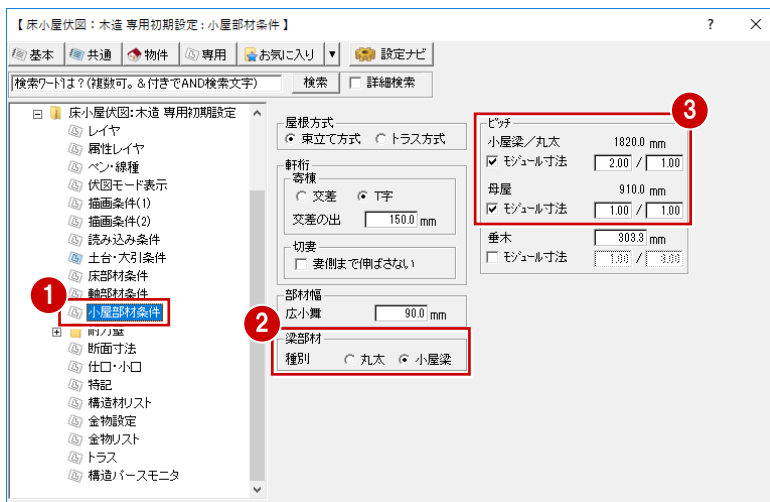 【 床小屋伏図：木造 専用初期設定：小屋部材条件 】
? ×
基本 共通 物件 専用 お気に入り ▼ 設定ナビ
検索ワードは？(複数可。＆付きでAND検索文字) 検索 詳細検索
床小屋伏図:木造 専用初期設定
レイヤ
属性レイヤ
ペン・線種
伏図モード表示
描画条件(1)
描画条件(2)
読み込み条件
土台・大引条件
床部材条件
軸部材条件
1
小屋部材条件
耐力壁
断面寸法
仕口・小口
特記
構造材リスト
金物設定
金物リスト
トラス
構造パースモニタ
屋根方式
束立て方式 トラス方式
軒桁
寄棟
交差 T字
交差の出 150.0 mm
切妻
妻側まで伸ばさない
部材幅
広小舞 90.0 mm
2
梁部材
種別 丸太 小屋梁
3
ピッチ
小屋梁／丸太 1820.0 mm
モジュール寸法 2.00 / 1.00
母屋 910.0 mm
モジュール寸法 1.00 / 1.00
垂木 303.3 mm
モジュール寸法 1.00 / 3.00